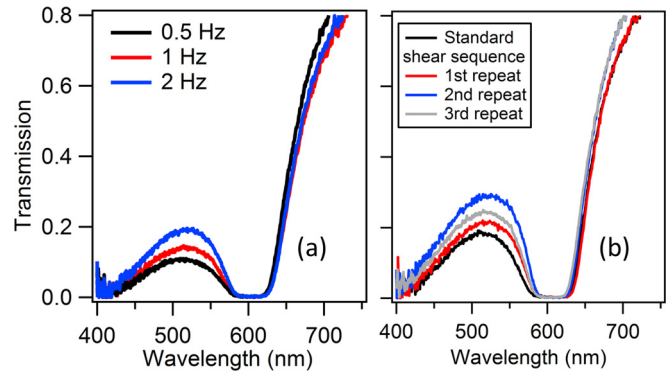 Transmission
0.8
0.6
0.4
0.2
0.0
0.5 Hz
1 Hz
2 Hz
(a)
400 500 600 700
Wavelength (nm)
Standard
shear sequence
1st repeat
2nd repeat
3rd repeat
(b)
400 500 600 700
Wavelength (nm)